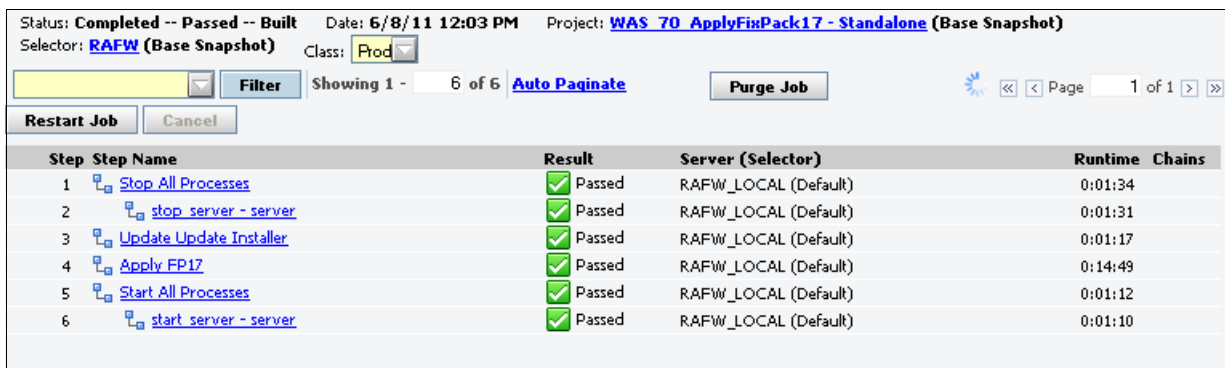 Status: Completed -- Passed -- Built Date: 6/8/11 12:03 PM Project: WAS_70_ApplyFixPack17 - Standalone (Base Snapshot)
Selector: RAFW (Base Snapshot) Class: Prod
Filter Showing 1 - 6 of 6 Auto Paginate Purge Job Page 1 of 1
Restart Job Cancel
Step Step Name Result Server (Selector) Runtime Chains
1 Stop All Processes Passed RAFW_LOCAL (Default) 0:01:34
2 stop_server - server Passed RAFW_LOCAL (Default) 0:01:31
3 Update Update Installer Passed RAFW_LOCAL (Default) 0:01:17
4 Apply FP17 Passed RAFW_LOCAL (Default) 0:14:49
5 Start All Processes Passed RAFW_LOCAL (Default) 0:01:12
6 start_server - server Passed RAFW_LOCAL (Default) 0:01:10